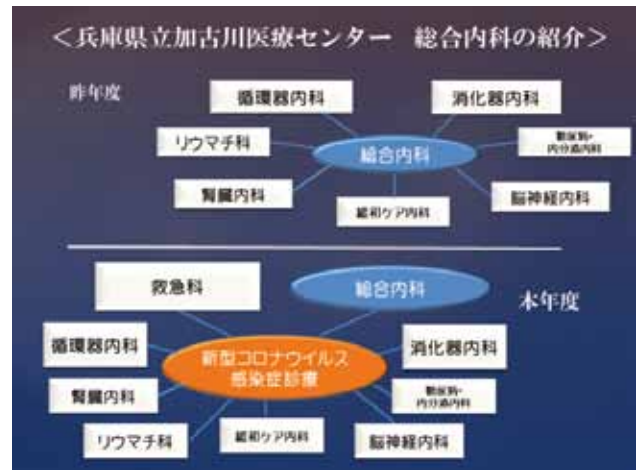 ＜兵庫県立加古川医療センター　総合内科の紹介＞
昨年度
循環器内科
消化器内科
リウマチ科
総合内科
糖尿病・
内分泌内科
腎臓内科
緩和ケア内科
脳神経内科
救急科
総合内科
本年度
循環器内科
新型コロナウイルス
感染症診療
消化器内科
腎臓内科
糖尿病・
内分泌内科
リウマチ科
緩和ケア内科
脳神経内科